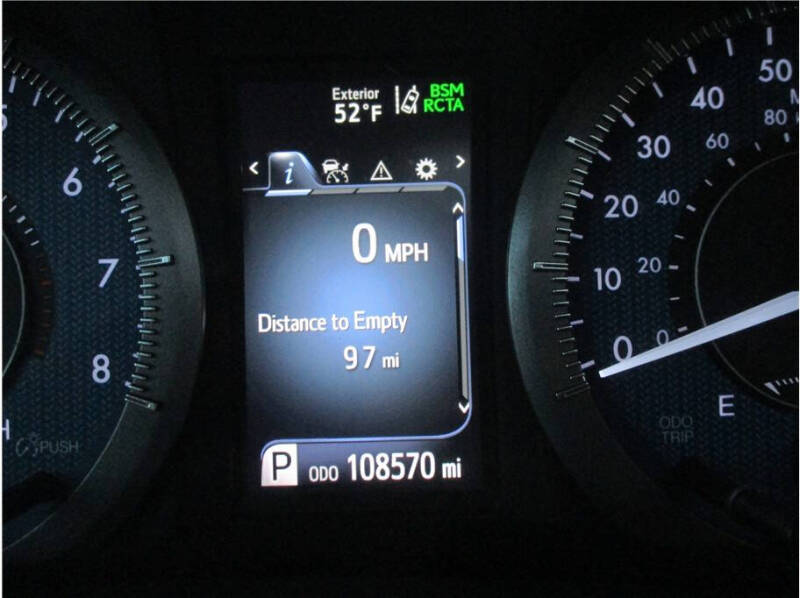 Exterior
52°F
BSM
RCTA
i
0 MPH
Distance to Empty
97 mi
P ODO 108570 mi
6
7
8
PUSH
50
40
30
20
10
0
80
60
40
20
0
E
ODO
TRIP